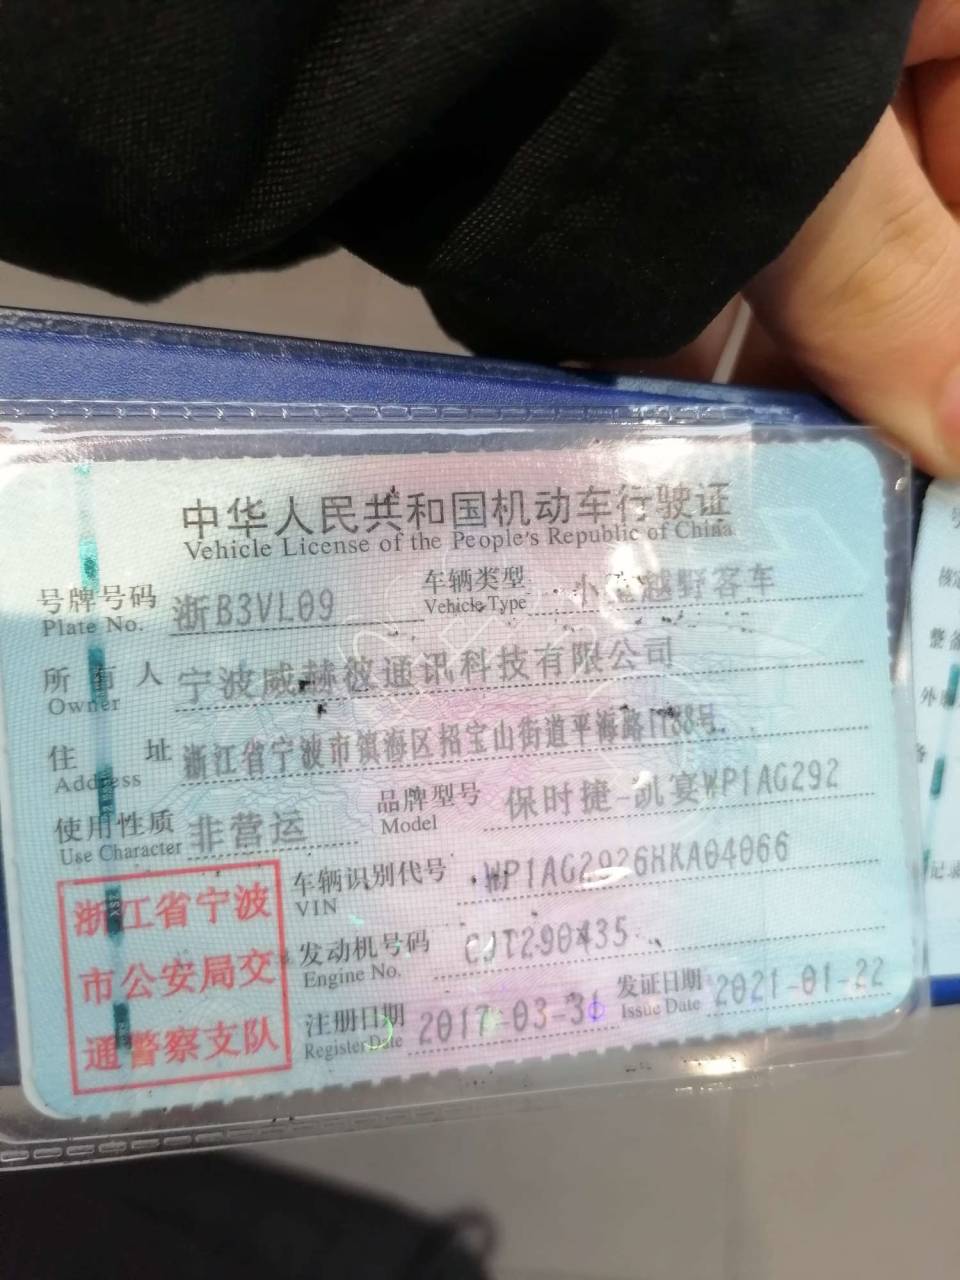 中华人民共和国机动车行驶证
Vehicle License of the People's Republic of China
号牌号码 浙B3VL09 车辆类型 小型越野客车
Plate No. Vehicle Type
所有人 宁波威赫彼通讯科技有限公司
Owner
住址 浙江省宁波市镇海区招宝山街道平海路1188号
Address
使用性质 非营运 品牌型号 保时捷-凯宴WP1AG292
Use Character Model
浙江省宁波
市公安局交
通警察支队
车辆识别代号 WP1AG2926HKA04066
VIN
发动机号码 CJT290435
Engine No.
注册日期 2017-03-31 发证日期 2021-01-22
Register Date Issue Date